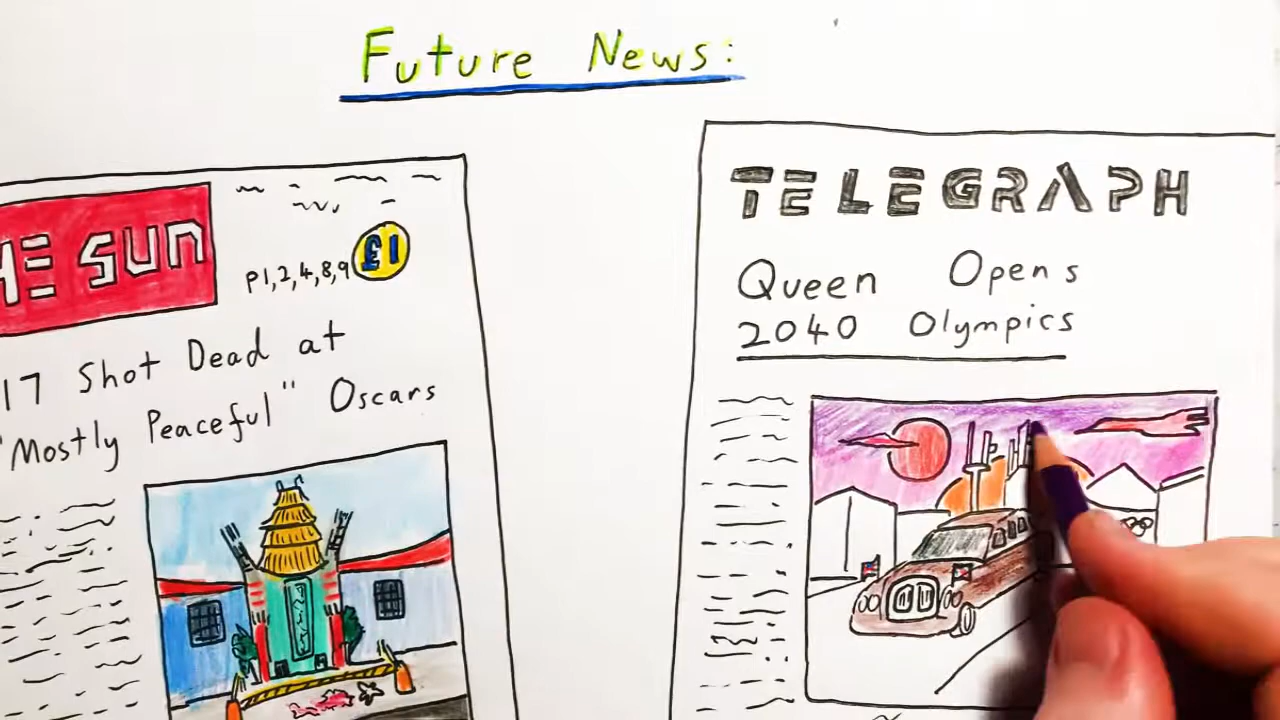 Future News:
HE SUN
p1,2,4,8,9 £1
17 Shot Dead at
"Mostly Peaceful" Oscars
TELEGRAPH
Queen Opens
2040 Olympics